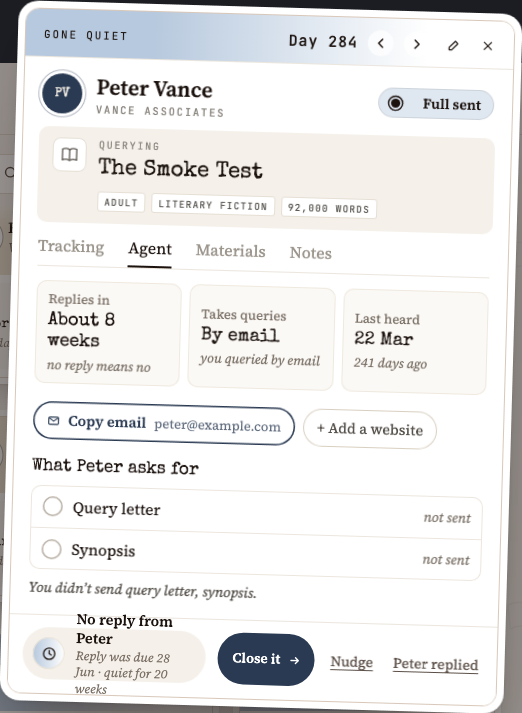 GONE QUIET
Day 284
PV
Peter Vance
VANCE ASSOCIATES
Full sent
QUERYING
The Smoke Test
ADULT
LITERARY FICTION
92,000 WORDS
Tracking
Agent
Materials
Notes
Replies in
About 8
weeks
no reply means no
Takes queries
By email
you queried by email
Last heard
22 Mar
241 days ago
Copy email peter@example.com
+ Add a website
What Peter asks for
Query letter
not sent
Synopsis
not sent
You didn't send query letter, synopsis.
No reply from
Peter
Reply was due 28
Jun · quiet for 20
weeks
Close it →
Nudge
Peter replied